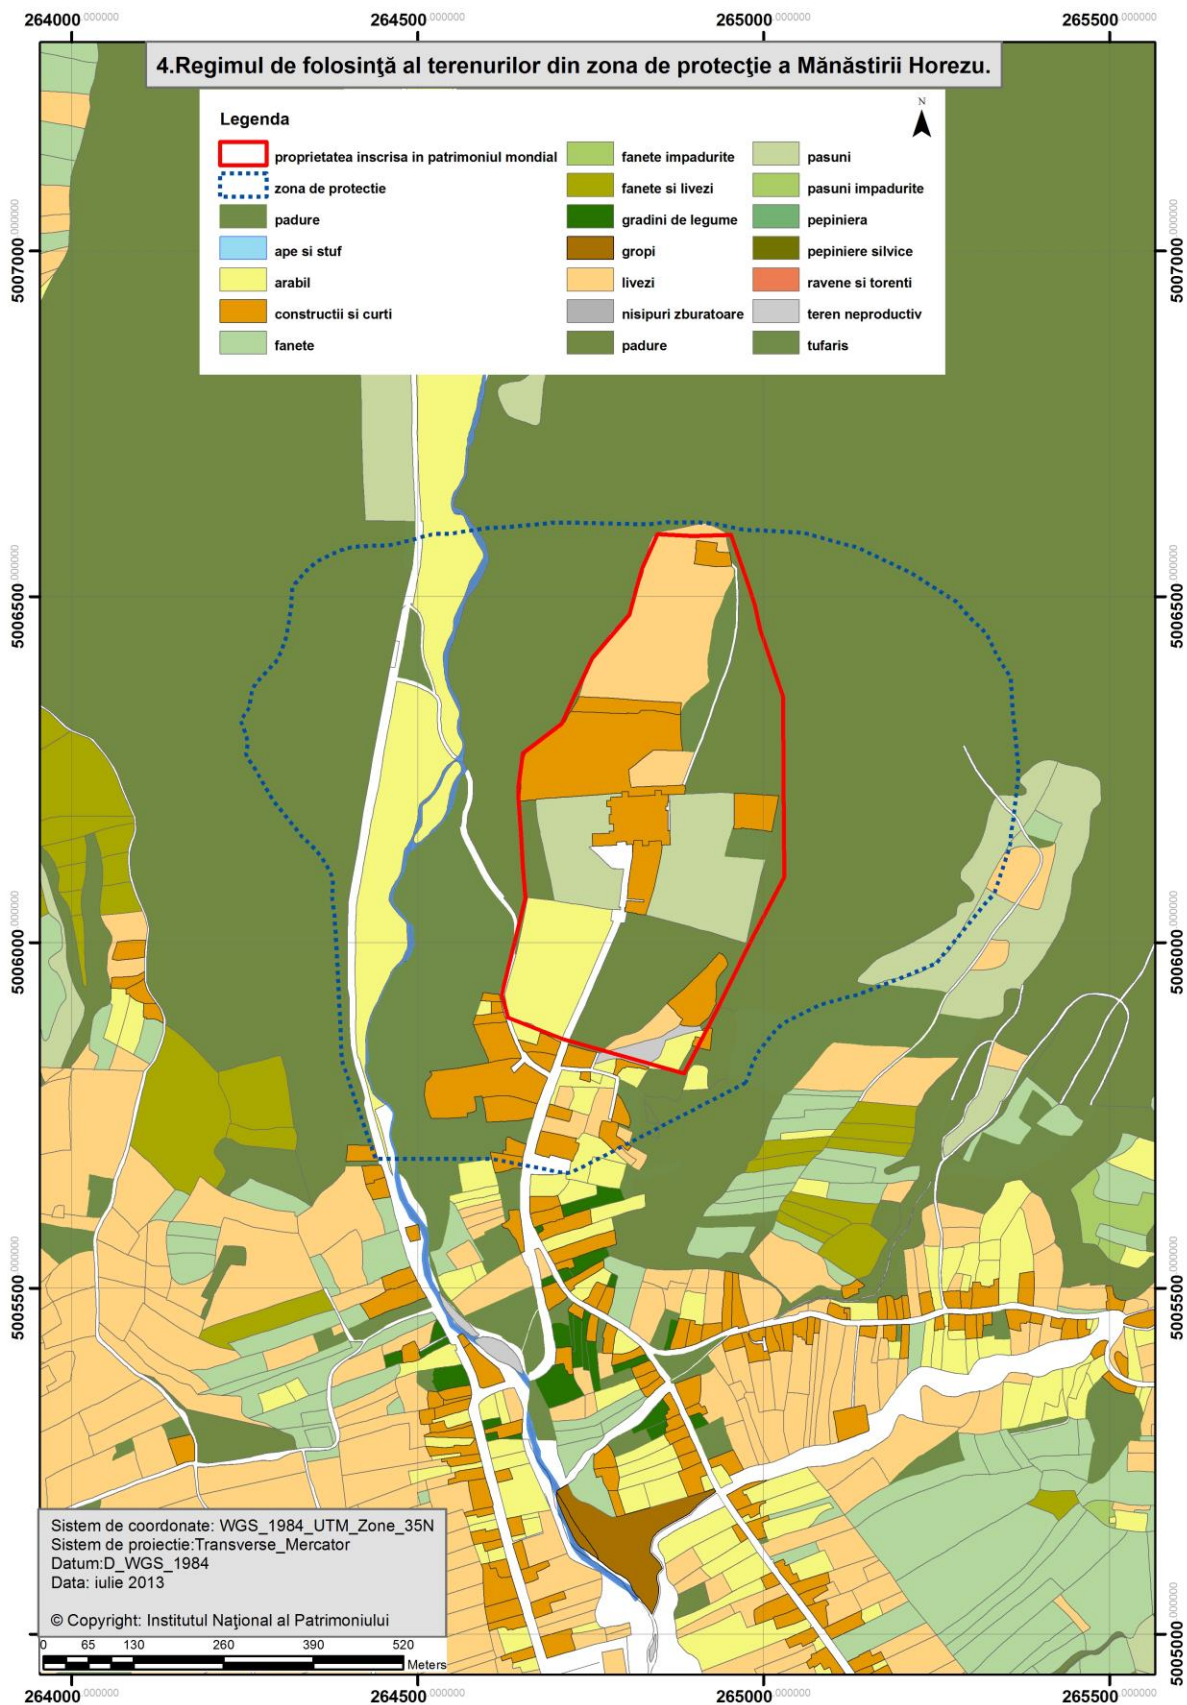 264000.000000 264500.000000 265000.000000 265500.000000
4.Regimul de folosinţă al terenurilor din zona de protecţie a Mănăstirii Horezu.
N
Legenda
proprietatea inscrisa in patrimoniul mondial
zona de protectie
padure
ape si stuf
arabil
constructii si curti
fanete
fanete impadurite
fanete si livezi
gradini de legume
gropi
livezi
nisipuri zburatoare
padure
pasuni
pasuni impadurite
pepiniera
pepiniere silvice
ravene si torenti
teren neproductiv
tufaris
5007000.000000
5006500.000000
5006000.000000
5005500.000000
5005000.000000
5007000.000000
5006500.000000
5006000.000000
5005500.000000
5005000.000000
Sistem de coordonate: WGS_1984_UTM_Zone_35N
Sistem de proiectie:Transverse_Mercator
Datum:D_WGS_1984
Data: iulie 2013
© Copyright: Institutul Naţional al Patrimoniului
0 65 130 260 390 520
Meters
264000.000000 264500.000000 265000.000000 265500.000000